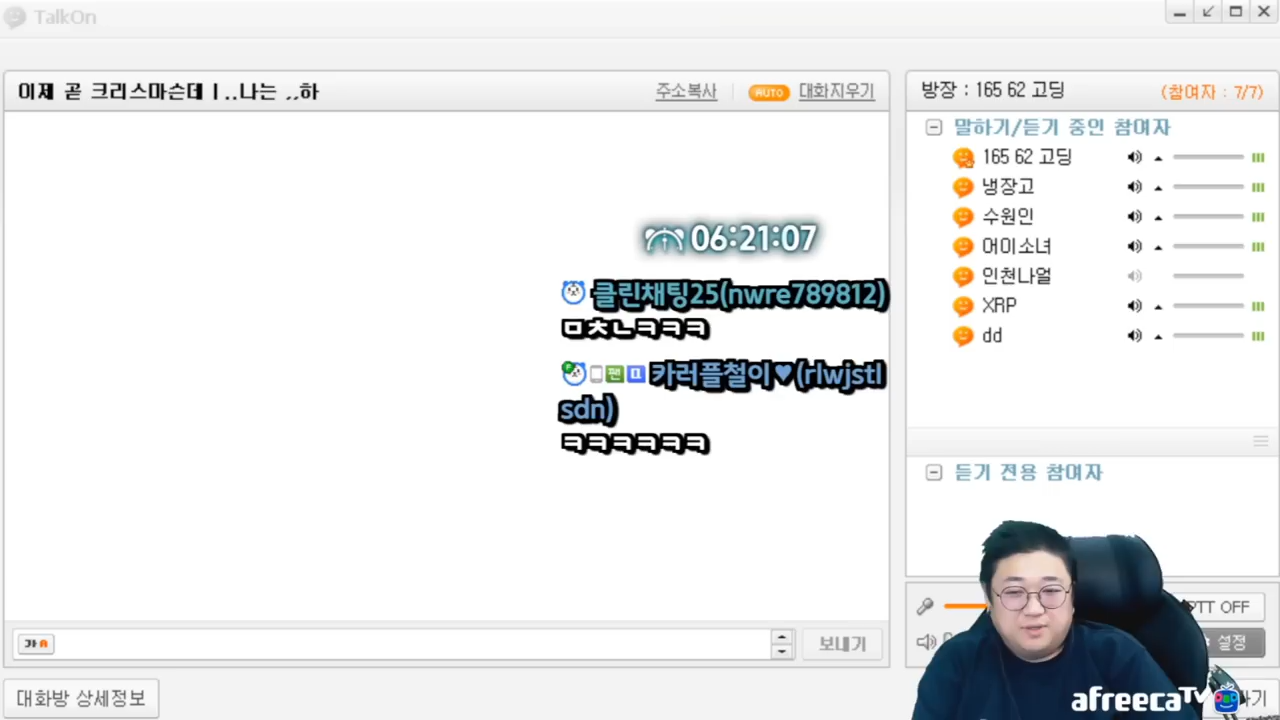 TalkOn
이제 곧 크리스마슨데ㅣ..나는 ,,하
주소복사
AUTO
대화지우기
방장 : 165 62 고딩
(참여자 : 7/7)
말하기/듣기 중인 참여자
165 62 고딩
냉장고
수원인
어미소녀
인천나얼
XRP
dd
06:21:07
클린채팅25(nwre789812)
ㅁㅊㄴㅋㅋㅋ
팬
카러플철이♥(rlwjstl
sdn)
ㅋㅋㅋㅋㅋㅋ
듣기 전용 참여자
PTT OFF
설정
가A
보내기
대화방 상세정보
afreecaTV